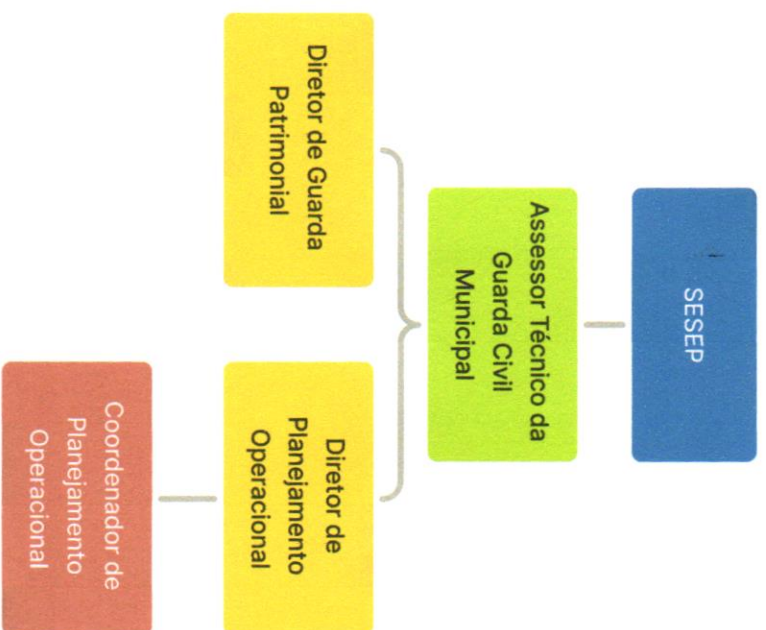 SESEP
Assessor Técnico da
Guarda Civil
Municipal
Diretor de Guarda
Patrimonial
Diretor de
Planejamento
Operacional
Coordenador de
Planejamento
Operacional